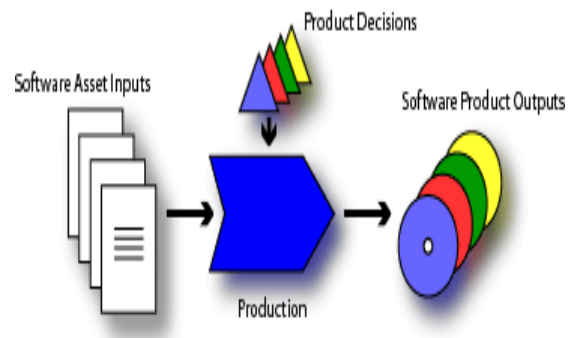 Product Decisions
Software Asset Inputs
Software Product Outputs
Production